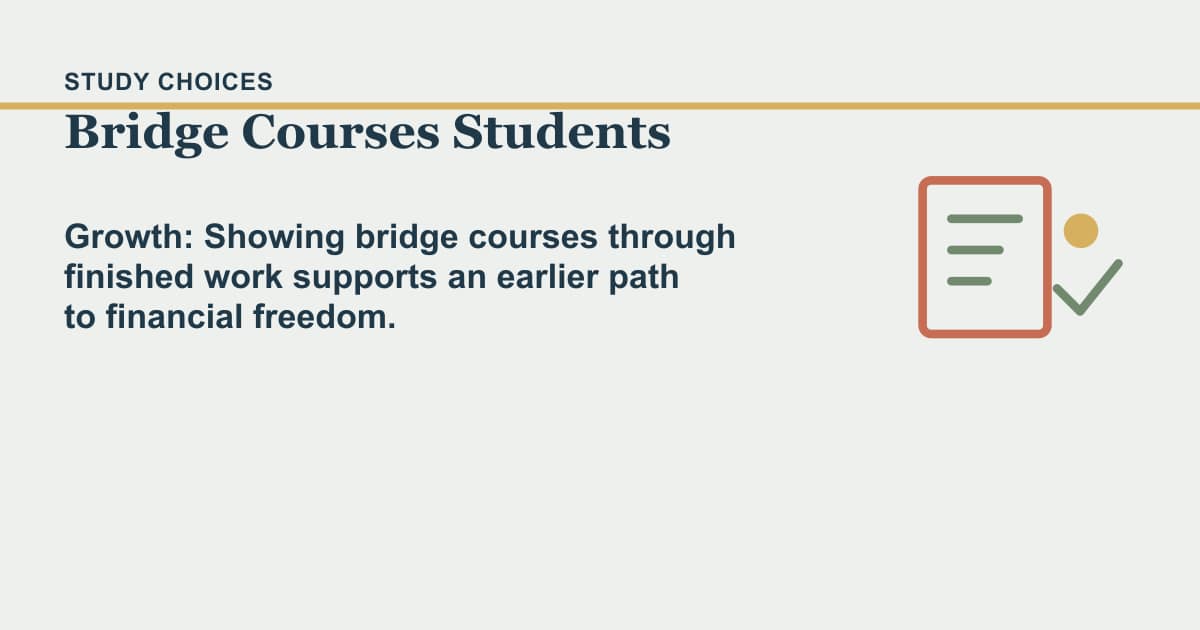 STUDY CHOICES
Bridge Courses Students
Growth: Showing bridge courses through
finished work supports an earlier path
to financial freedom.